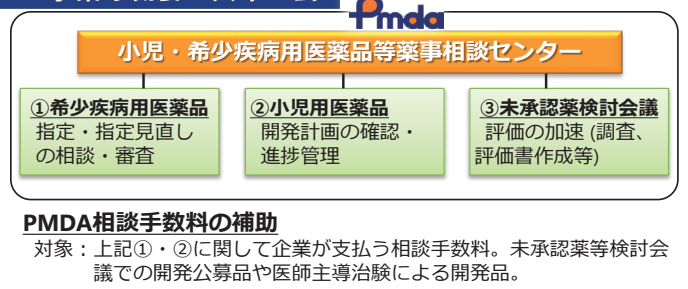 Pmda
小児・希少疾病用医薬品等薬事相談センター
①希少疾病用医薬品
指定・指定見直し
の相談・審査
②小児用医薬品
開発計画の確認・
進捗管理
③未承認薬検討会議
評価の加速 (調査、
評価書作成等)
PMDA相談手数料の補助
対象：上記①・②に関して企業が支払う相談手数料。未承認薬等検討会
議での開発公募品や医師主導治験による開発品。